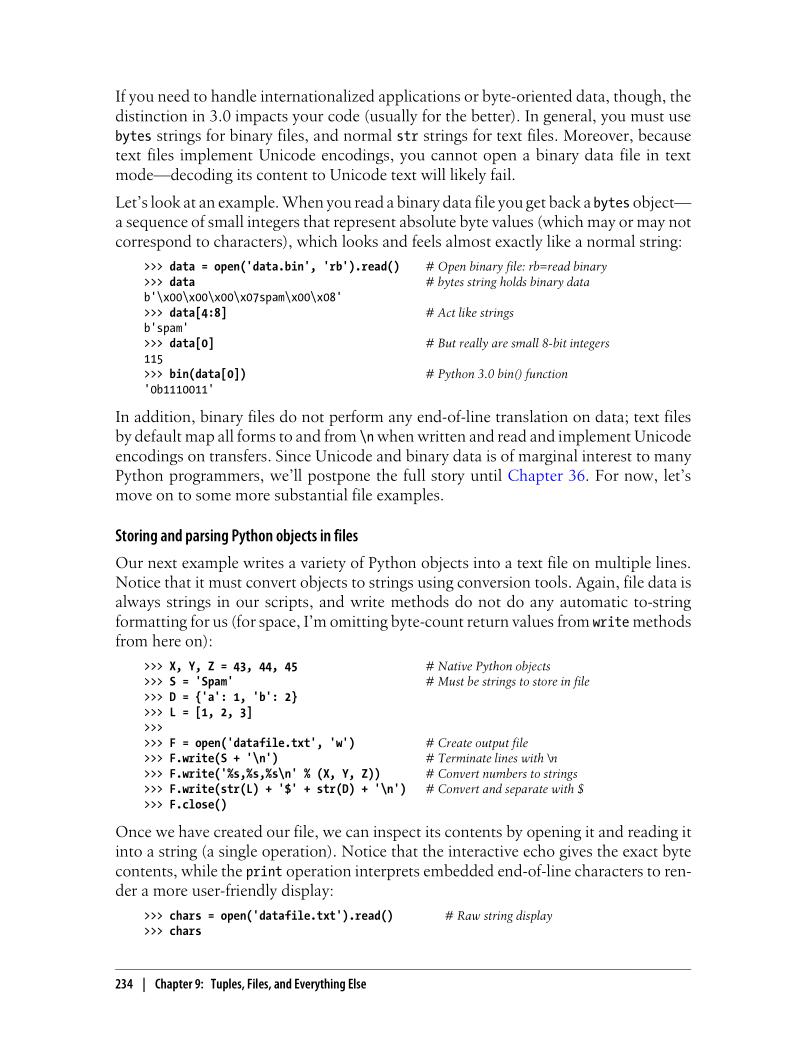 If you need to handle internationalized applications or byte-oriented data, though, the
distinction in 3.0 impacts your code (usually for the better). In general, you must use
bytes strings for binary files, and normal str strings for text files. Moreover, because
text files implement Unicode encodings, you cannot open a binary data file in text
mode—decoding its content to Unicode text will likely fail.
Let's look at an example. When you read a binary data file you get back a bytes object—
a sequence of small integers that represent absolute byte values (which may or may not
correspond to characters), which looks and feels almost exactly like a normal string:
>>> data = open('data.bin', 'rb').read() # Open binary file: rb=read binary
>>> data # bytes string holds binary data
b'\x00\x00\x00\x07spam\x00\x08'
>>> data[4:8] # Act like strings
b'spam'
>>> data[0] # But really are small 8-bit integers
115
>>> bin(data[0]) # Python 3.0 bin() function
'0b1110011'
In addition, binary files do not perform any end-of-line translation on data; text files
by default map all forms to and from \n when written and read and implement Unicode
encodings on transfers. Since Unicode and binary data is of marginal interest to many
Python programmers, we'll postpone the full story until Chapter 36. For now, let's
move on to some more substantial file examples.
Storing and parsing Python objects in files
Our next example writes a variety of Python objects into a text file on multiple lines.
Notice that it must convert objects to strings using conversion tools. Again, file data is
always strings in our scripts, and write methods do not do any automatic to-string
formatting for us (for space, I'm omitting byte-count return values from write methods
from here on):
>>> X, Y, Z = 43, 44, 45 # Native Python objects
>>> S = 'Spam' # Must be strings to store in file
>>> D = {'a': 1, 'b': 2}
>>> L = [1, 2, 3]
>>>
>>> F = open('datafile.txt', 'w') # Create output file
>>> F.write(S + '\n') # Terminate lines with \n
>>> F.write('%s,%s,%s\n' % (X, Y, Z)) # Convert numbers to strings
>>> F.write(str(L) + '$' + str(D) + '\n') # Convert and separate with $
>>> F.close()
Once we have created our file, we can inspect its contents by opening it and reading it
into a string (a single operation). Notice that the interactive echo gives the exact byte
contents, while the print operation interprets embedded end-of-line characters to ren-
der a more user-friendly display:
>>> chars = open('datafile.txt').read() # Raw string display
>>> chars
234 | Chapter 9: Tuples, Files, and Everything Else